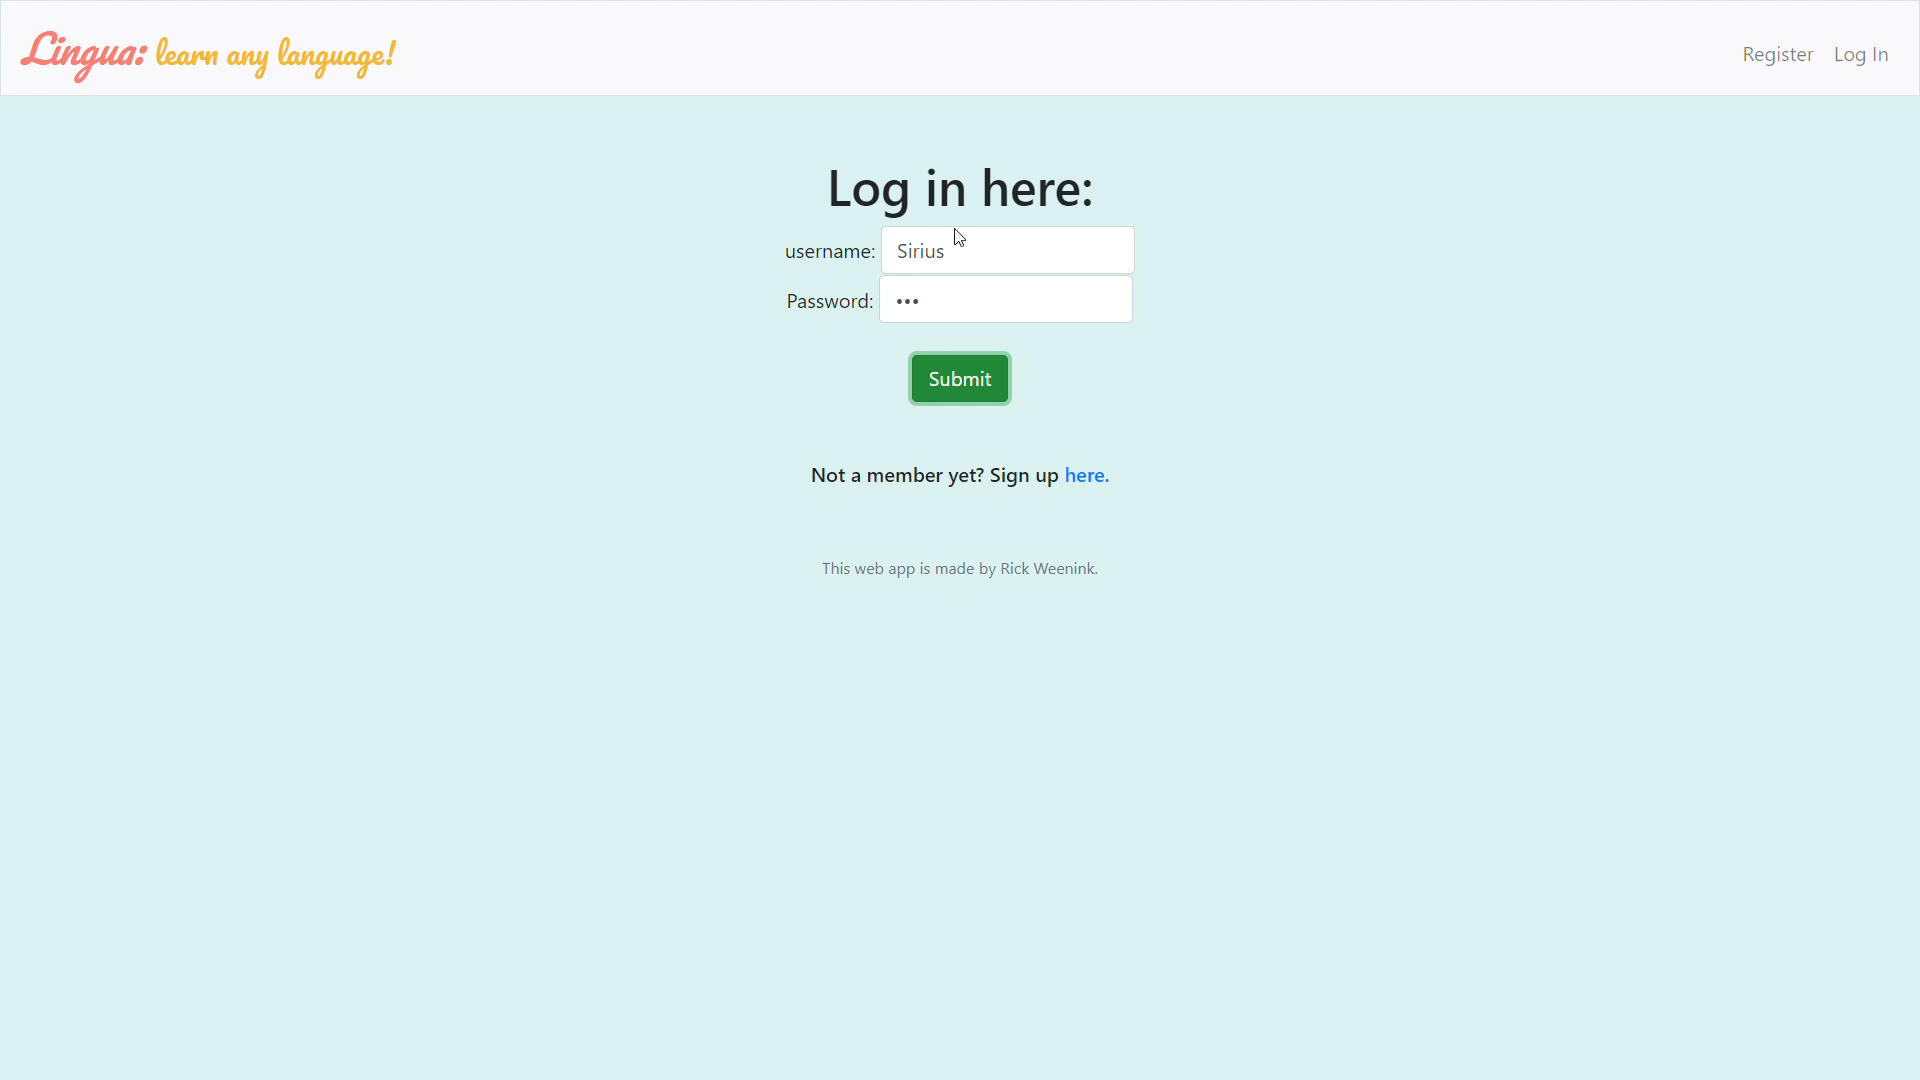 Lingua: learn any language!
Register Log In
Log in here:
username: Sirius
Password: •••
Submit
Not a member yet? Sign up here.
This web app is made by Rick Weenink.